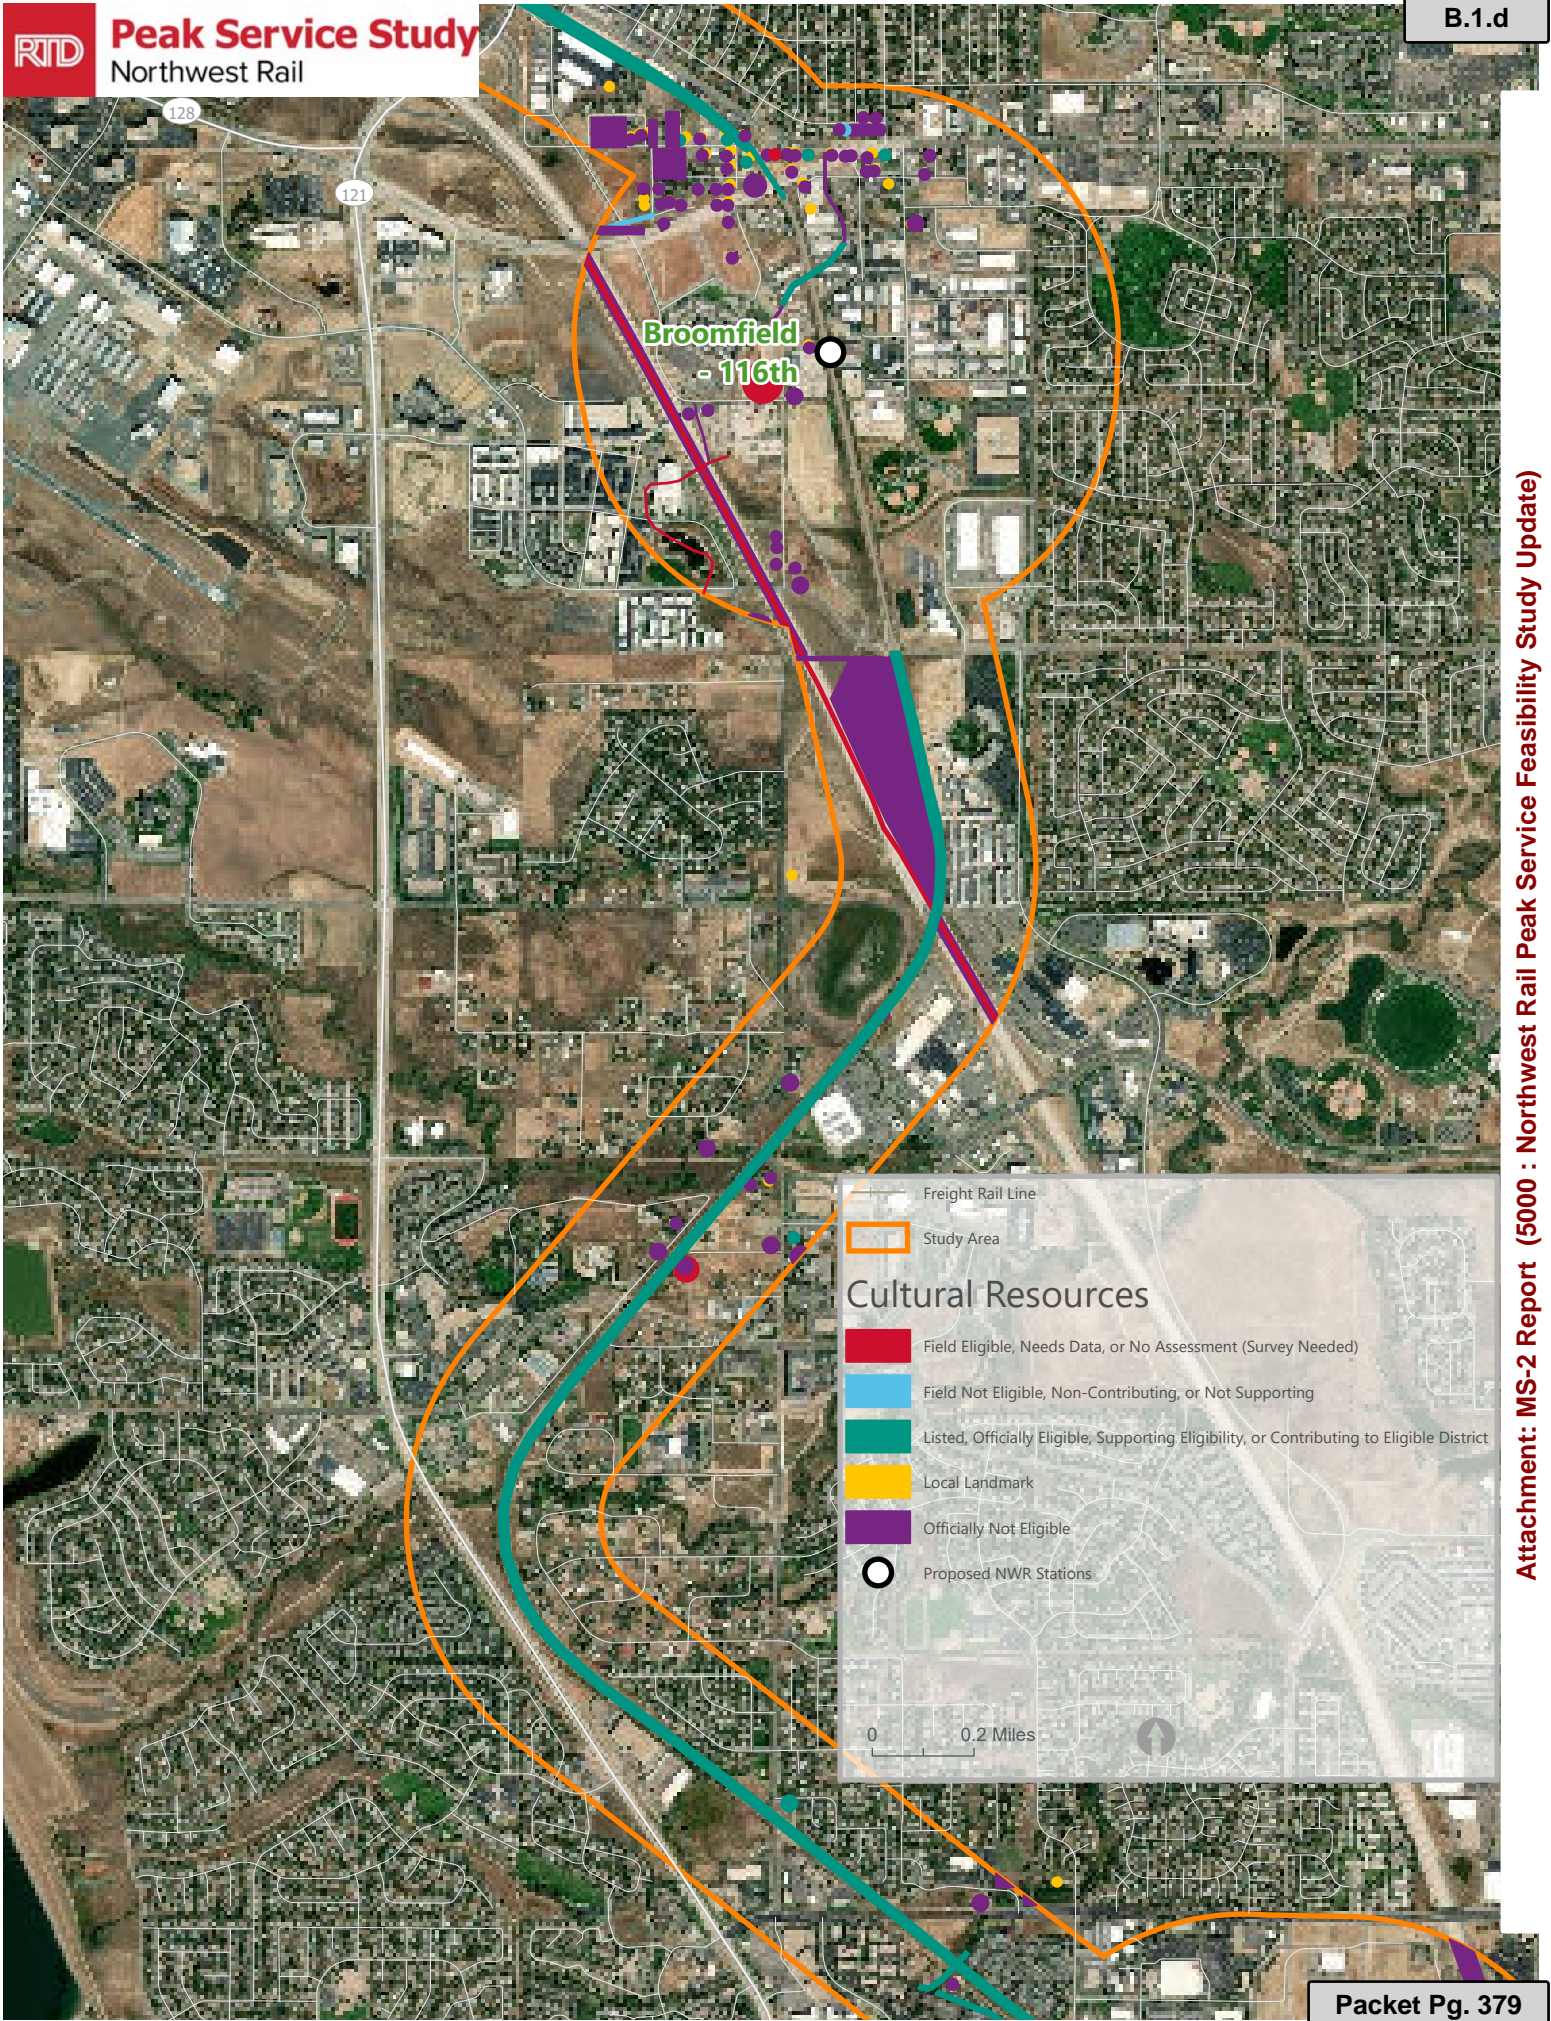 RTD
Peak Service Study
Northwest Rail
B.1.d
128
121
Broomfield
- 116th
Freight Rail Line
Study Area
Cultural Resources
Field Eligible, Needs Data, or No Assessment (Survey Needed)
Field Not Eligible, Non-Contributing, or Not Supporting
Listed, Officially Eligible, Supporting Eligibility, or Contributing to Eligible District
Local Landmark
Officially Not Eligible
Proposed NWR Stations
0 0.2 Miles
Attachment: MS-2 Report (5000 : Northwest Rail Peak Service Feasibility Study Update)
Packet Pg. 379